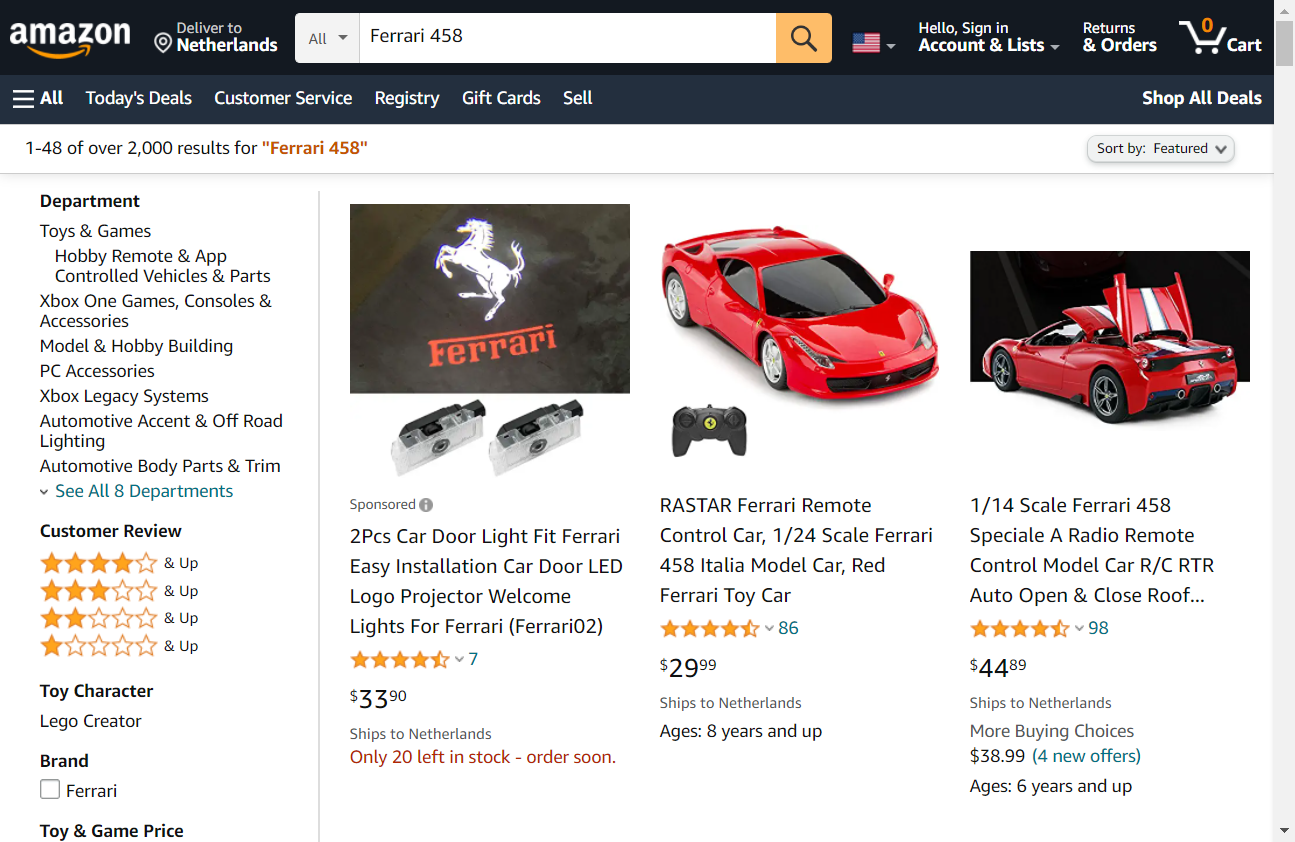 amazon
Deliver to
Netherlands
All
Ferrari 458
Hello, Sign in
Account & Lists
Returns
& Orders
0
Cart
All
Today's Deals
Customer Service
Registry
Gift Cards
Sell
Shop All Deals
1-48 of over 2,000 results for "Ferrari 458"
Sort by: Featured
Department
Toys & Games
Hobby Remote & App
Controlled Vehicles & Parts
Xbox One Games, Consoles &
Accessories
Model & Hobby Building
PC Accessories
Xbox Legacy Systems
Automotive Accent & Off Road
Lighting
Automotive Body Parts & Trim
See All 8 Departments
Customer Review
& Up
& Up
& Up
& Up
Toy Character
Lego Creator
Brand
Ferrari
Toy & Game Price
Ferrari
Sponsored
2Pcs Car Door Light Fit Ferrari
Easy Installation Car Door LED
Logo Projector Welcome
Lights For Ferrari (Ferrari02)
7
$3390
Ships to Netherlands
Only 20 left in stock - order soon.
RASTAR Ferrari Remote
Control Car, 1/24 Scale Ferrari
458 Italia Model Car, Red
Ferrari Toy Car
86
$2999
Ships to Netherlands
Ages: 8 years and up
1/14 Scale Ferrari 458
Speciale A Radio Remote
Control Model Car R/C RTR
Auto Open & Close Roof...
98
$4489
Ships to Netherlands
More Buying Choices
$38.99 (4 new offers)
Ages: 6 years and up